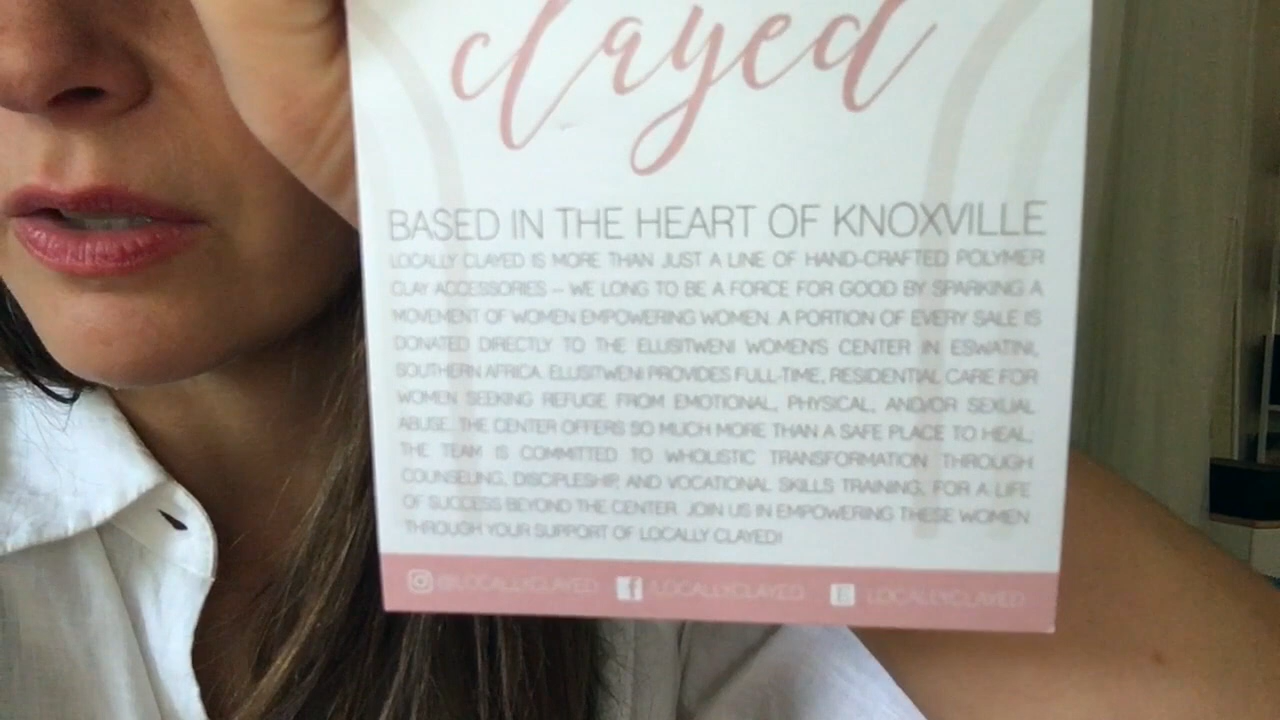 clayed
BASED IN THE HEART OF KNOXVILLE
LOCALLY CLAYED IS MORE THAN JUST A LINE OF HAND-CRAFTED POLYMER
CLAY ACCESSORIES – WE LONG TO BE A FORCE FOR GOOD BY SPARKING A
MOVEMENT OF WOMEN EMPOWERING WOMEN. A PORTION OF EVERY SALE IS
DONATED DIRECTLY TO THE ELLUSITWENI WOMEN'S CENTER IN ESWATINI,
SOUTHERN AFRICA. ELLUSITWENI PROVIDES FULL-TIME, RESIDENTIAL CARE FOR
WOMEN SEEKING REFUGE FROM EMOTIONAL, PHYSICAL, AND/OR SEXUAL
ABUSE. THE CENTER OFFERS SO MUCH MORE THAN A SAFE PLACE TO HEAL,
THE TEAM IS COMMITTED TO WHOLISTIC TRANSFORMATION THROUGH
COUNSELING, DISCIPLESHIP, AND VOCATIONAL SKILLS TRAINING, FOR A LIFE
OF SUCCESS BEYOND THE CENTER. JOIN US IN EMPOWERING THESE WOMEN
THROUGH YOUR SUPPORT OF LOCALLY CLAYED!
@LOCALLYCLAYED f /LOCALLYCLAYED E LOCALLYCLAYED